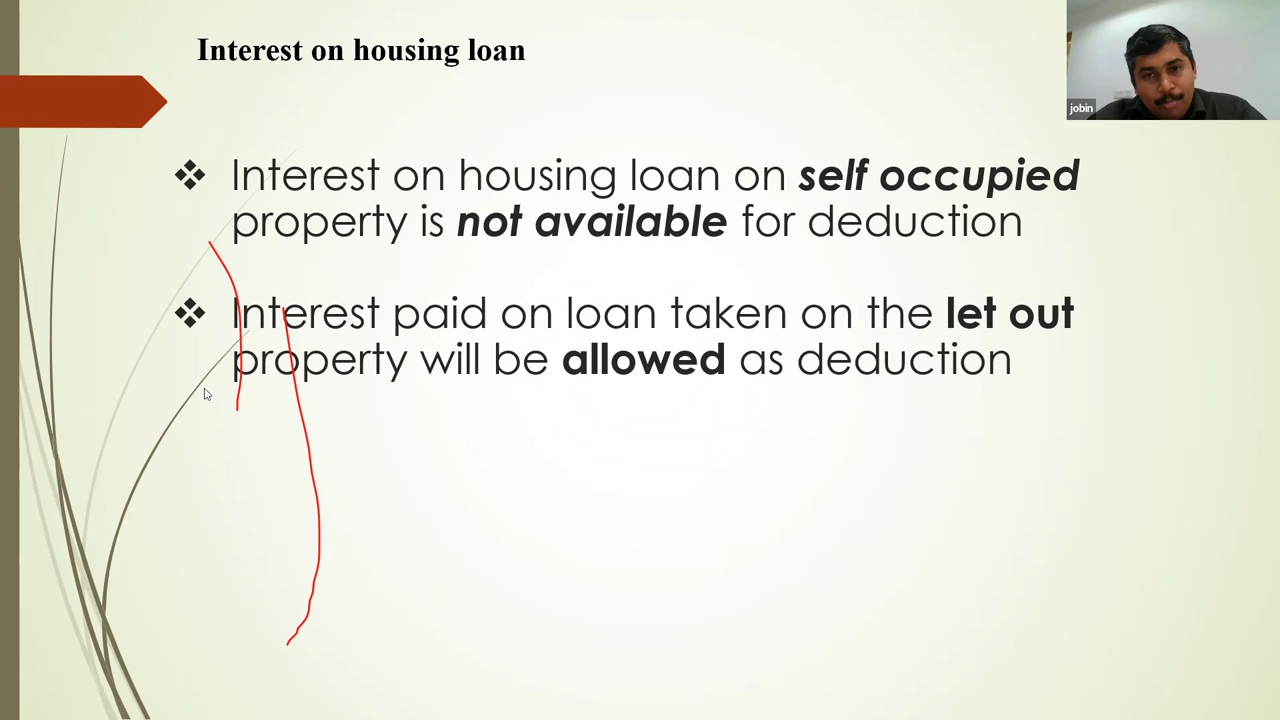 Interest on housing loan
jobin
❖ Interest on housing loan on self occupied
property is not available for deduction
❖ Interest paid on loan taken on the let out
property will be allowed as deduction